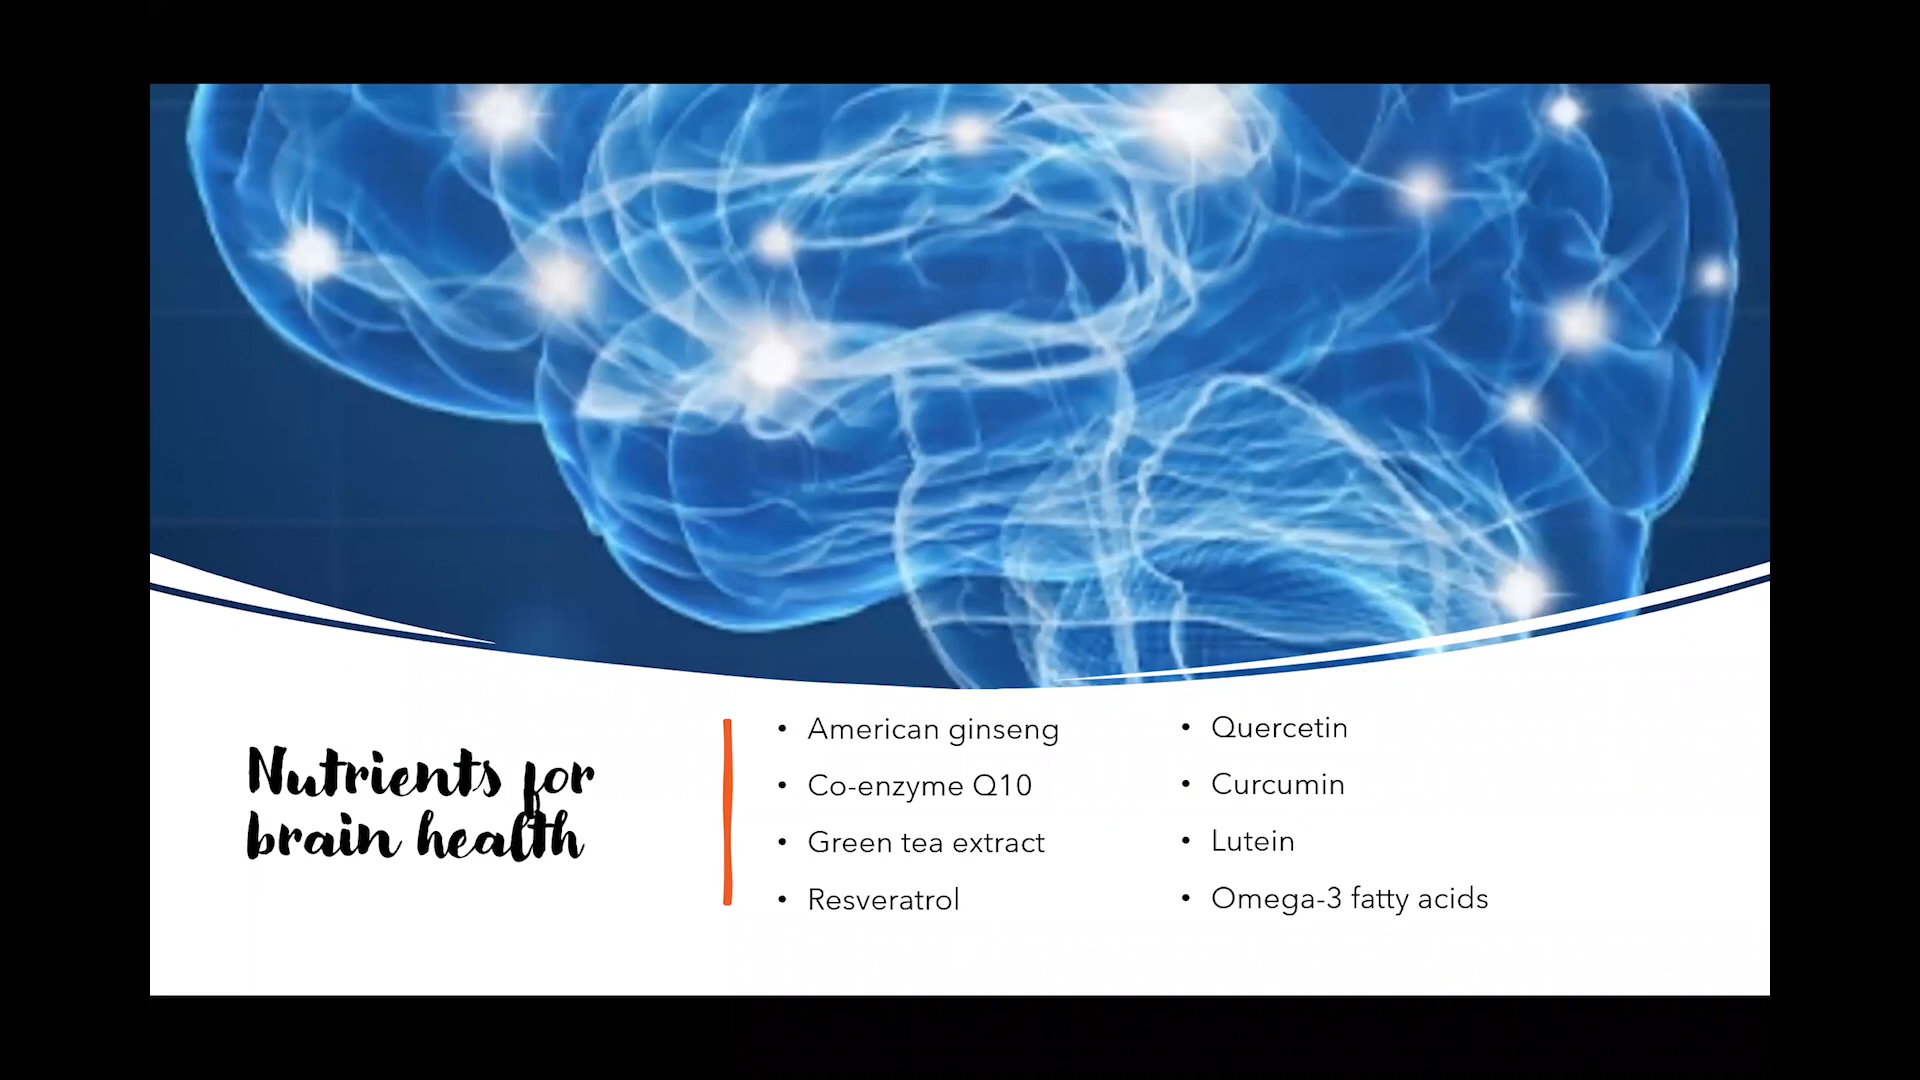 Nutrients for
brain health
• American ginseng
• Co-enzyme Q10
• Green tea extract
• Resveratrol
• Quercetin
• Curcumin
• Lutein
• Omega-3 fatty acids